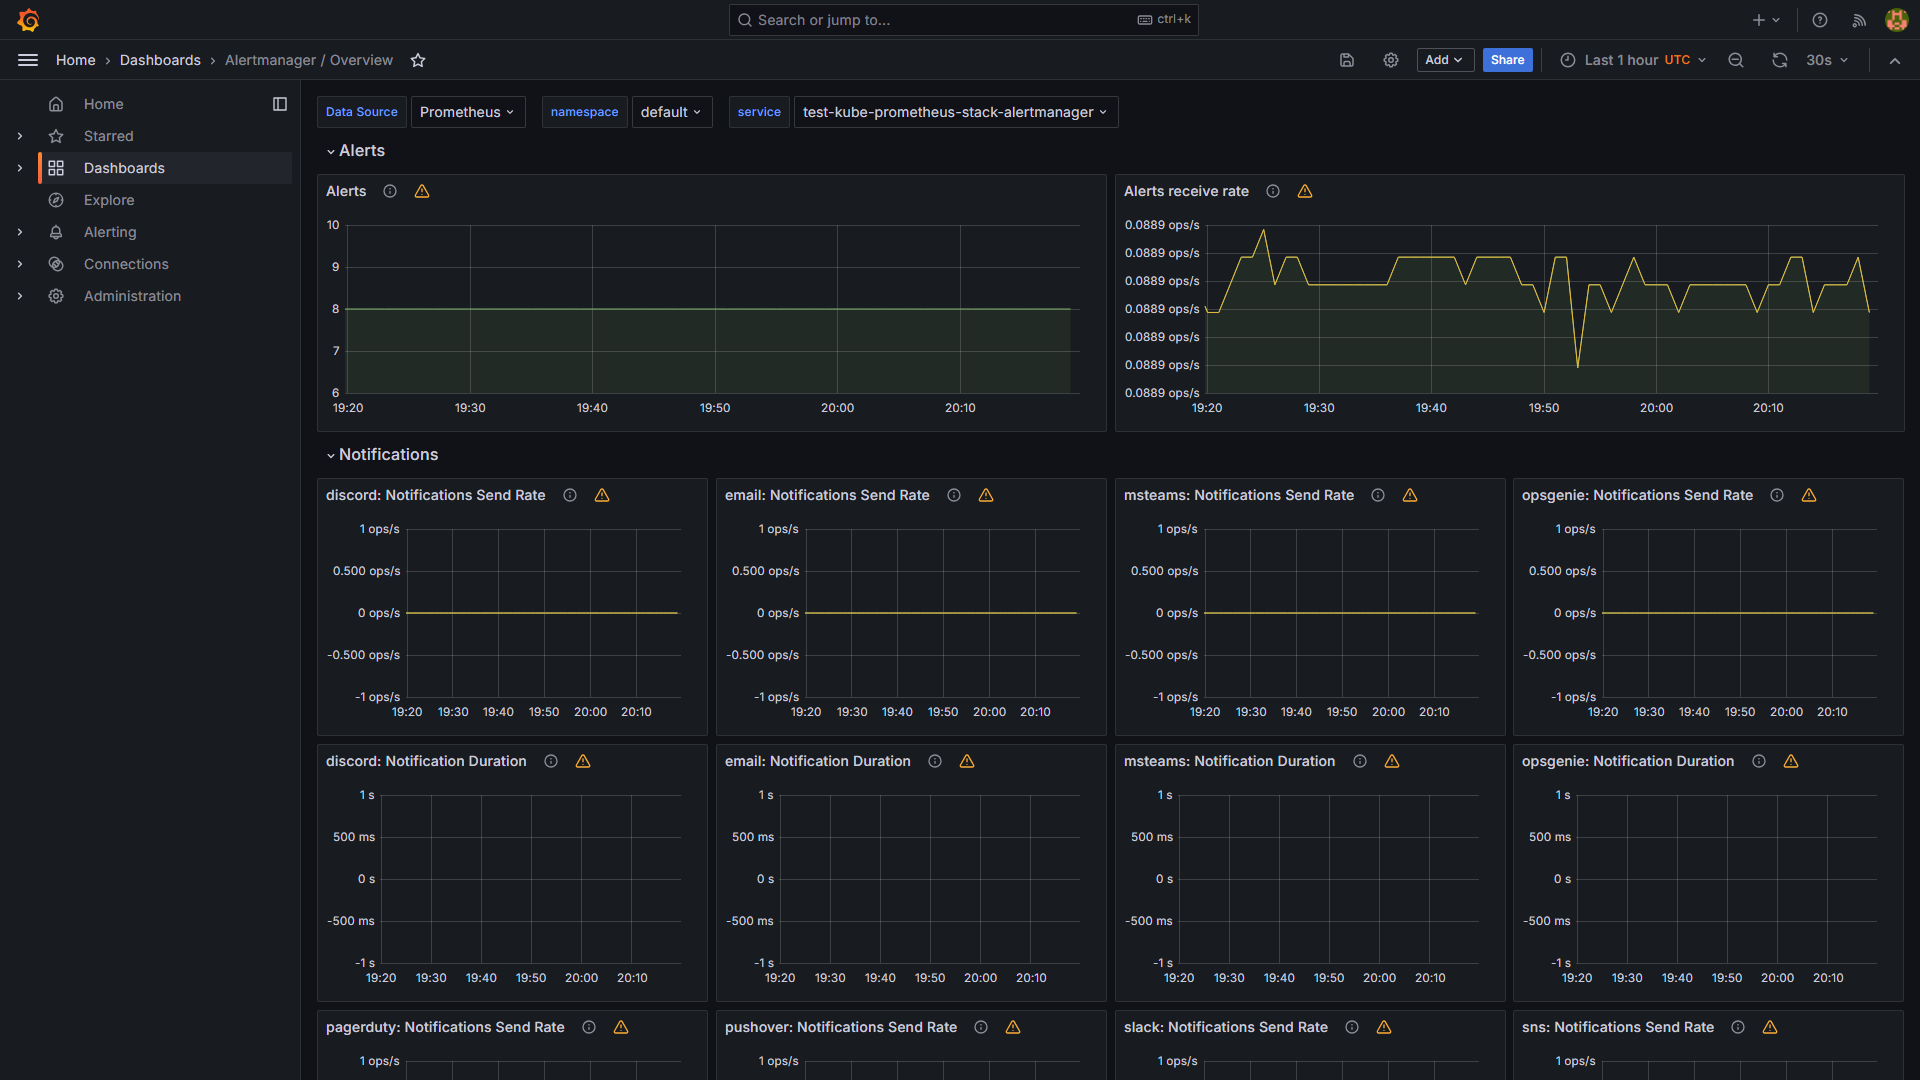 Search or jump to...
ctrl+k
Home
Dashboards
Alertmanager / Overview
Add
Share
Last 1 hour UTC
30s
Home
Starred
Dashboards
Explore
Alerting
Connections
Administration
Data Source
Prometheus
namespace
default
service
test-kube-prometheus-stack-alertmanager
Alerts
Alerts
10
9
8
7
6
19:20 19:30 19:40 19:50 20:00 20:10
Alerts receive rate
0.0889 ops/s
0.0889 ops/s
0.0889 ops/s
0.0889 ops/s
0.0889 ops/s
0.0889 ops/s
0.0889 ops/s
19:20 19:30 19:40 19:50 20:00 20:10
Notifications
discord: Notifications Send Rate
1 ops/s
0.500 ops/s
0 ops/s
-0.500 ops/s
-1 ops/s
19:20 19:30 19:40 19:50 20:00 20:10
email: Notifications Send Rate
1 ops/s
0.500 ops/s
0 ops/s
-0.500 ops/s
-1 ops/s
19:20 19:30 19:40 19:50 20:00 20:10
msteams: Notifications Send Rate
1 ops/s
0.500 ops/s
0 ops/s
-0.500 ops/s
-1 ops/s
19:20 19:30 19:40 19:50 20:00 20:10
opsgenie: Notifications Send Rate
1 ops/s
0.500 ops/s
0 ops/s
-0.500 ops/s
-1 ops/s
19:20 19:30 19:40 19:50 20:00 20:10
discord: Notification Duration
1 s
500 ms
0 s
-500 ms
-1 s
19:20 19:30 19:40 19:50 20:00 20:10
email: Notification Duration
1 s
500 ms
0 s
-500 ms
-1 s
19:20 19:30 19:40 19:50 20:00 20:10
msteams: Notification Duration
1 s
500 ms
0 s
-500 ms
-1 s
19:20 19:30 19:40 19:50 20:00 20:10
opsgenie: Notification Duration
1 s
500 ms
0 s
-500 ms
-1 s
19:20 19:30 19:40 19:50 20:00 20:10
pagerduty: Notifications Send Rate
1 ops/s
pushover: Notifications Send Rate
1 ops/s
slack: Notifications Send Rate
1 ops/s
sns: Notifications Send Rate
1 ops/s